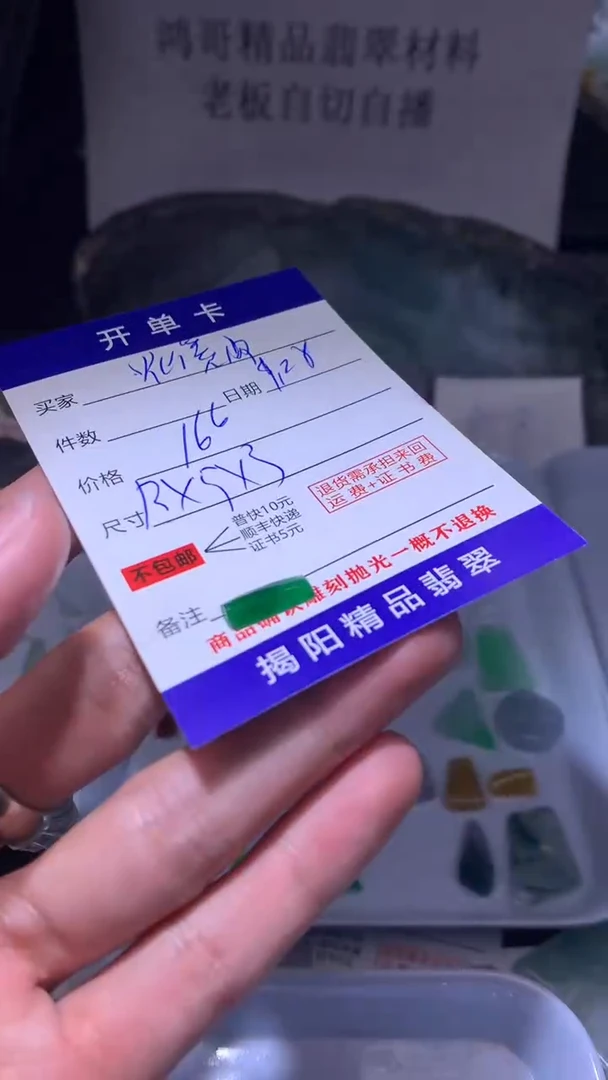 鸿哥精品翡翠材料
老板自切自播
开单卡
买家
日期
件数
166
价格
尺寸
退货需承担来回
运费+证书费
普快10元
不包邮
顺丰快递
证书5元
备注
商品确认雕刻抛光一概不退换
揭阳精品翡翠